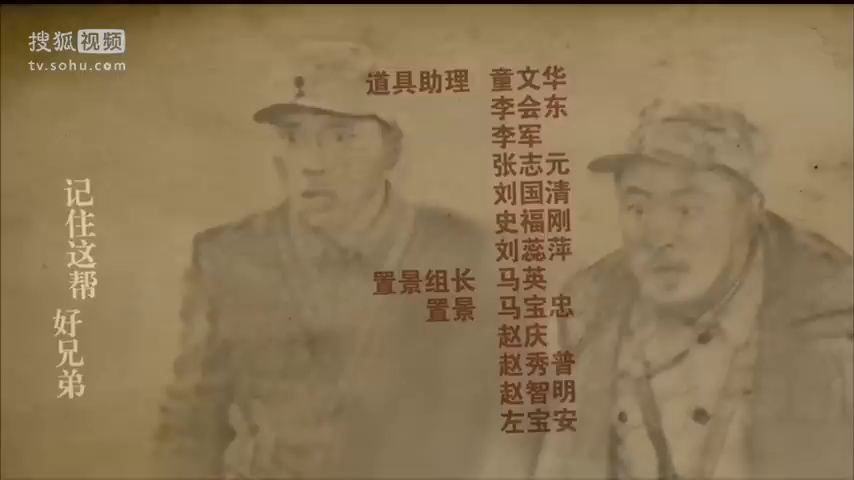 搜狐视频
tv.sohu.com
道具助理 童文华
李会东
李军
张志元
刘国清
史福刚
刘蕊萍
置景组长 马英
置景 马宝忠
赵庆
赵秀普
赵智明
左宝安
记住这帮
好兄弟